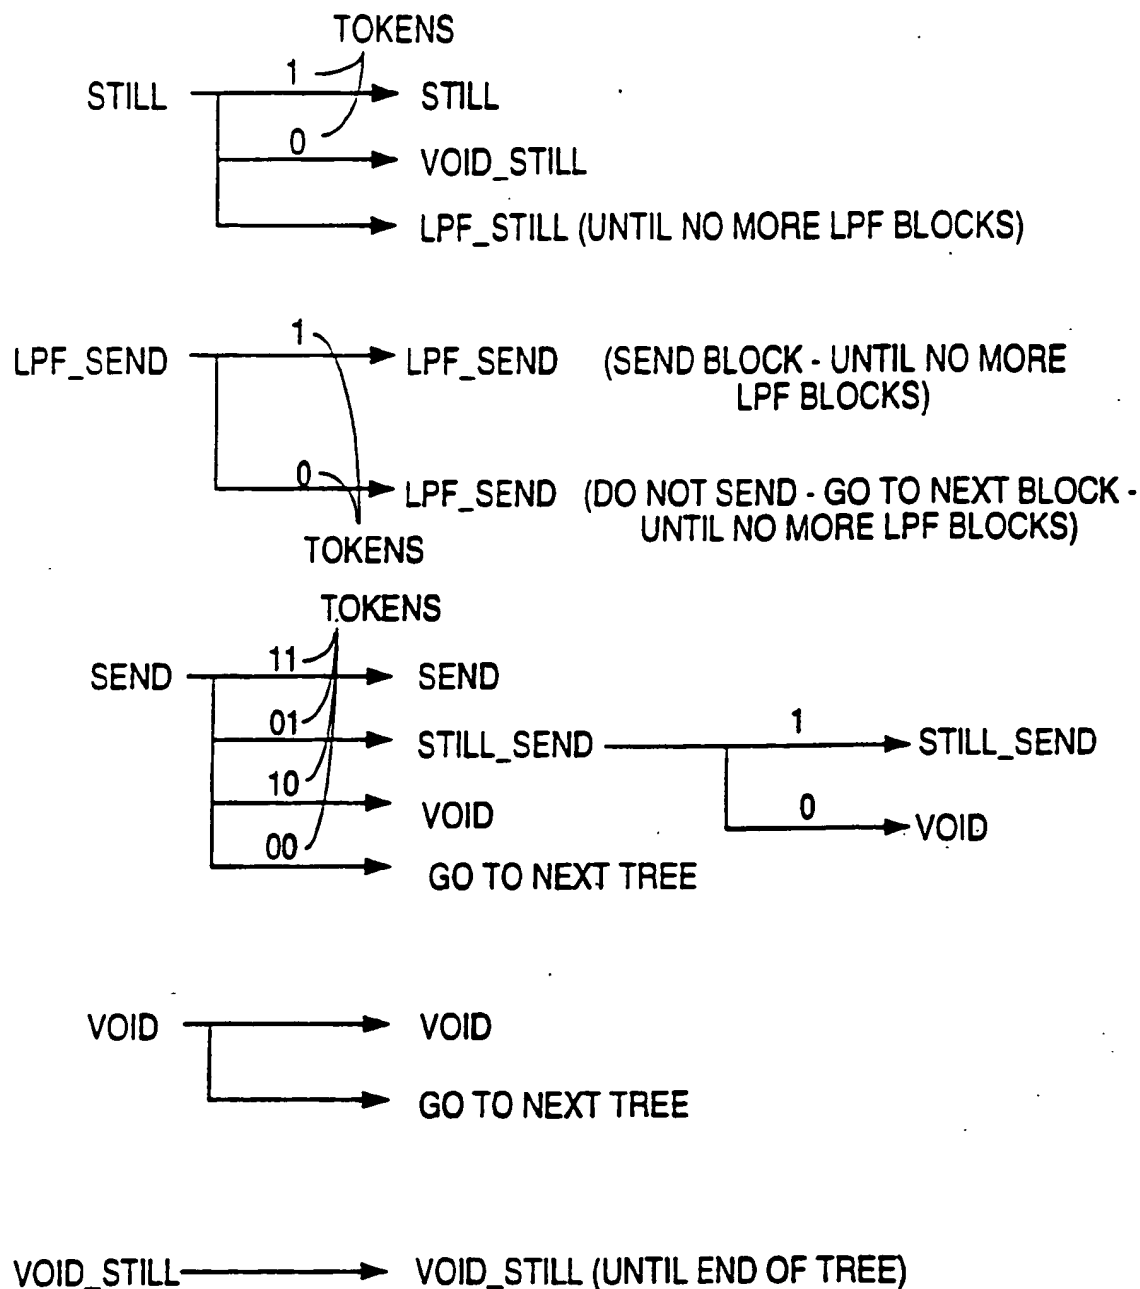 TOKENS
1
STILL STILL
0
VOID_STILL
LPF_STILL (UNTIL NO MORE LPF BLOCKS)
1
LPF_SEND LPF_SEND (SEND BLOCK - UNTIL NO MORE
LPF BLOCKS)
0
LPF_SEND (DO NOT SEND - GO TO NEXT BLOCK -
UNTIL NO MORE LPF BLOCKS)
TOKENS
TOKENS
11
SEND SEND
01
STILL_SEND 1 STILL_SEND
10
VOID 0 VOID
00
GO TO NEXT TREE
VOID VOID
GO TO NEXT TREE
VOID_STILL VOID_STILL (UNTIL END OF TREE)